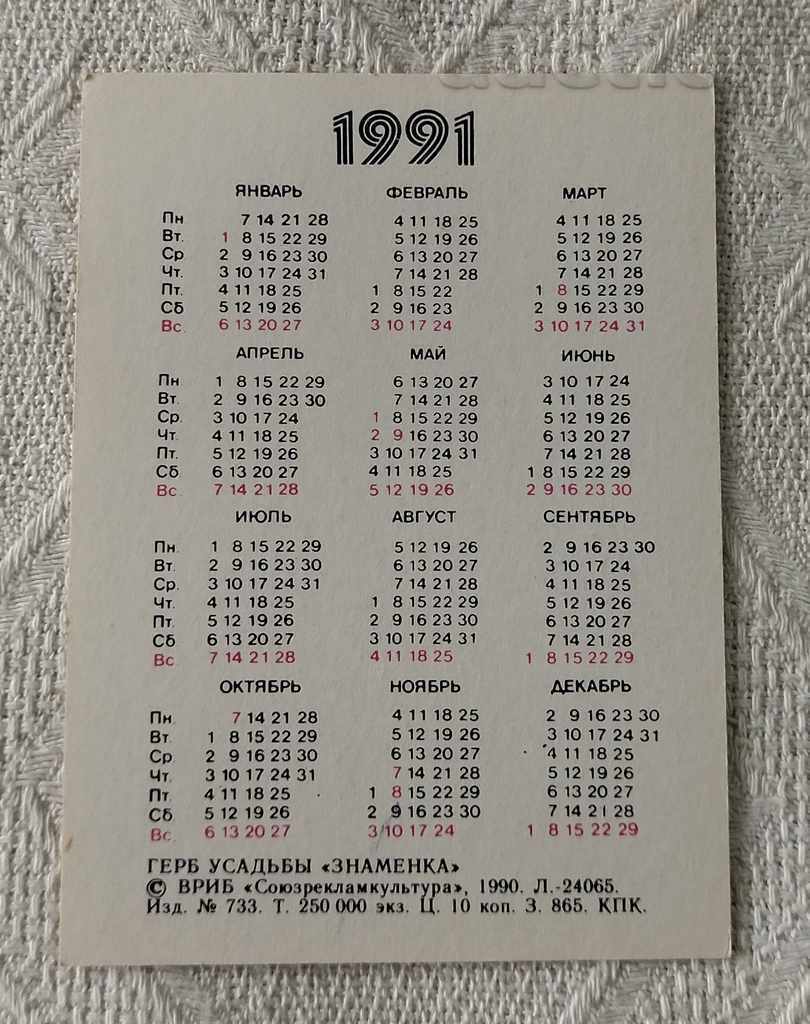 1991
ЯНВАРЬ ФЕВРАЛЬ МАРТ
Пн 7 14 21 28 4 11 18 25 4 11 18 25
Вт. 1 8 15 22 29 5 12 19 26 5 12 19 26
Ср 2 9 16 23 30 6 13 20 27 6 13 20 27
Чт. 3 10 17 24 31 7 14 21 28 7 14 21 28
Пт. 4 11 18 25 1 8 15 22 1 8 15 22 29
Сб 5 12 19 26 2 9 16 23 2 9 16 23 30
Вс. 6 13 20 27 3 10 17 24 3 10 17 24 31
АПРЕЛЬ МАЙ ИЮНЬ
Пн 1 8 15 22 29 6 13 20 27 3 10 17 24
Вт. 2 9 16 23 30 7 14 21 28 4 11 18 25
Ср. 3 10 17 24 1 8 15 22 29 5 12 19 26
Чт. 4 11 18 25 2 9 16 23 30 6 13 20 27
Пт. 5 12 19 26 3 10 17 24 31 7 14 21 28
Сб 6 13 20 27 4 11 18 25 1 8 15 22 29
Вс. 7 14 21 28 5 12 19 26 2 9 16 23 30
ИЮЛЬ АВГУСТ СЕНТЯБРЬ
Пн. 1 8 15 22 29 5 12 19 26 2 9 16 23 30
Вт. 2 9 16 23 30 6 13 20 27 3 10 17 24
Ср. 3 10 17 24 31 7 14 21 28 4 11 18 25
Чт. 4 11 18 25 1 8 15 22 29 5 12 19 26
Пт. 5 12 19 26 2 9 16 23 30 6 13 20 27
Сб 6 13 20 27 3 10 17 24 31 7 14 21 28
Вс 7 14 21 28 4 11 18 25 1 8 15 22 29
ОКТЯБРЬ НОЯБРЬ ДЕКАБРЬ
Пн. 7 14 21 28 4 11 18 25 2 9 16 23 30
Вт. 1 8 15 22 29 5 12 19 26 3 10 17 24 31
Ср 2 9 16 23 30 6 13 20 27 4 11 18 25
Чт. 3 10 17 24 31 7 14 21 28 5 12 19 26
Пт 4 11 18 25 1 8 15 22 29 6 13 20 27
Сб 5 12 19 26 2 9 16 23 30 7 14 21 28
Вс. 6 13 20 27 3 10 17 24 1 8 15 22 29
ГЕРБ УСАДЬБЫ «ЗНАМЕНКА»
© ВРИБ «Союзрекламкультура», 1990. Л.-24065.
Изд. № 733. Т. 250 000 экз. Ц. 10 коп. З. 865. КПК.